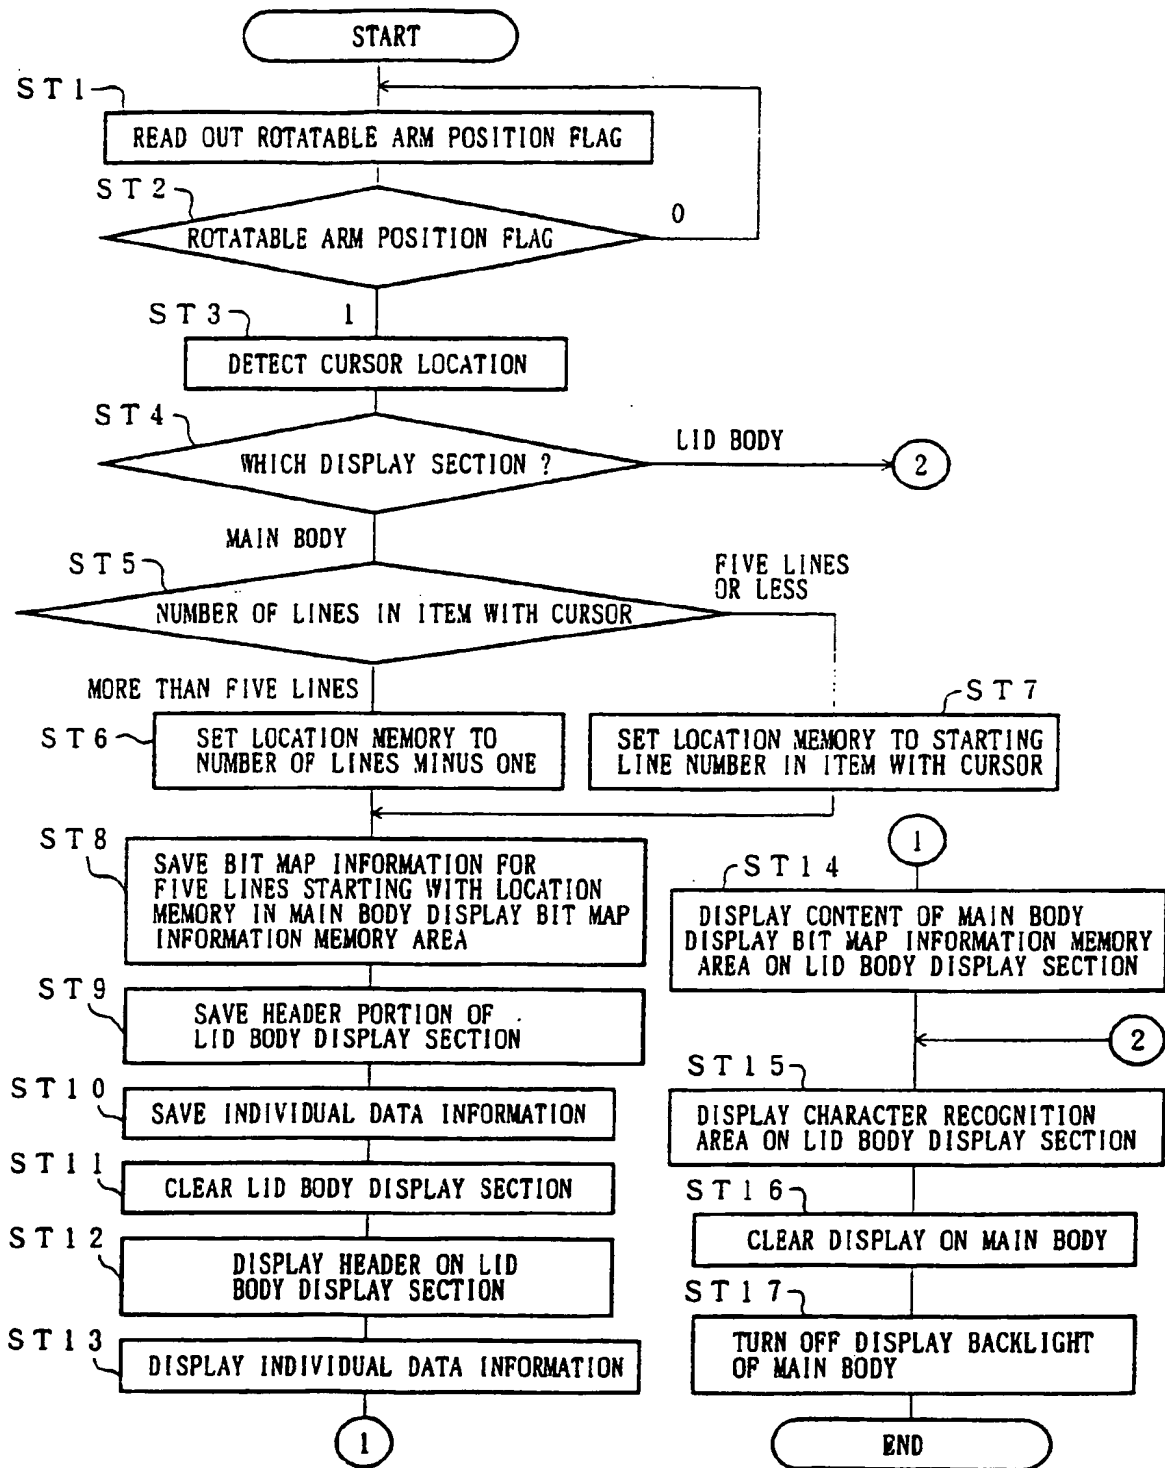 START
ST1
READ OUT ROTATABLE ARM POSITION FLAG
ST2
0
ROTATABLE ARM POSITION FLAG
ST3
1
DETECT CURSOR LOCATION
ST4
LID BODY
WHICH DISPLAY SECTION ?
2
MAIN BODY
ST5
FIVE LINES
OR LESS
NUMBER OF LINES IN ITEM WITH CURSOR
MORE THAN FIVE LINES
ST6
SET LOCATION MEMORY TO
NUMBER OF LINES MINUS ONE
ST7
SET LOCATION MEMORY TO STARTING
LINE NUMBER IN ITEM WITH CURSOR
ST8
SAVE BIT MAP INFORMATION FOR
FIVE LINES STARTING WITH LOCATION
MEMORY IN MAIN BODY DISPLAY BIT MAP
INFORMATION MEMORY AREA
ST9
SAVE HEADER PORTION OF
LID BODY DISPLAY SECTION
ST10
SAVE INDIVIDUAL DATA INFORMATION
ST11
CLEAR LID BODY DISPLAY SECTION
ST12
DISPLAY HEADER ON LID
BODY DISPLAY SECTION
ST13
DISPLAY INDIVIDUAL DATA INFORMATION
1
1
ST14
DISPLAY CONTENT OF MAIN BODY
DISPLAY BIT MAP INFORMATION MEMORY
AREA ON LID BODY DISPLAY SECTION
2
ST15
DISPLAY CHARACTER RECOGNITION
AREA ON LID BODY DISPLAY SECTION
ST16
CLEAR DISPLAY ON MAIN BODY
ST17
TURN OFF DISPLAY BACKLIGHT
OF MAIN BODY
END